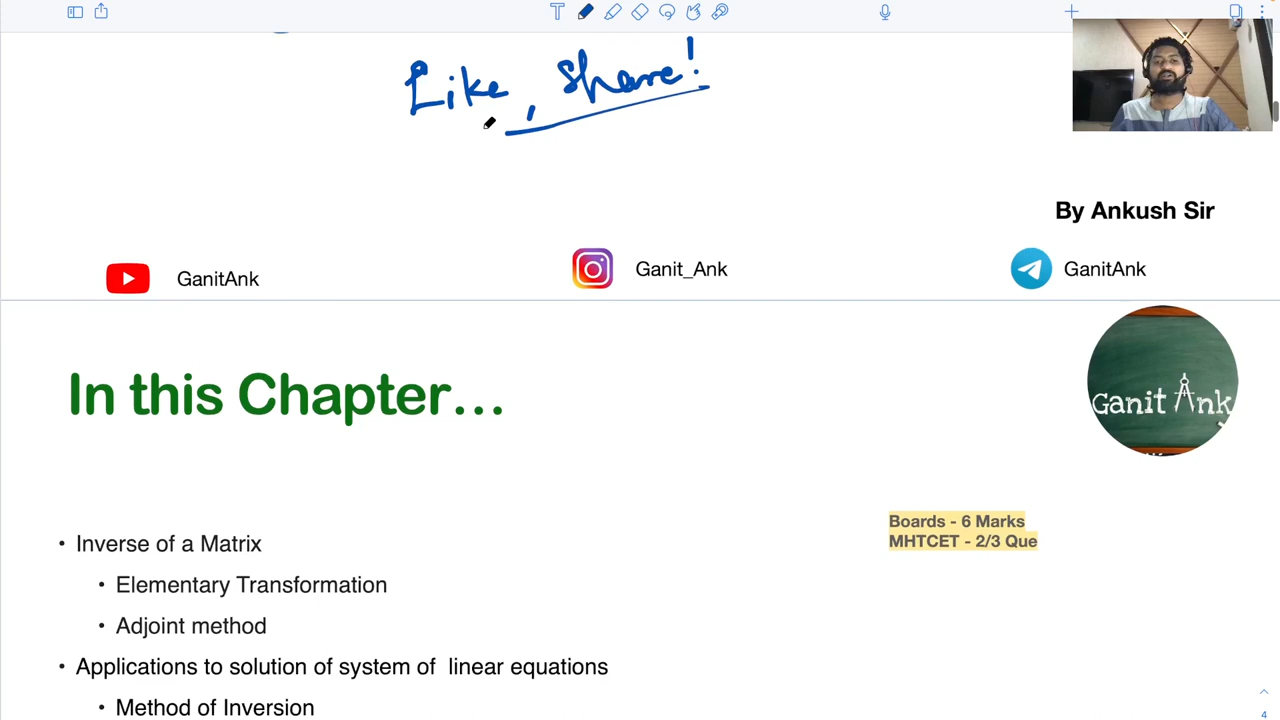 Like, Share!
By Ankush Sir
GanitAnk
Ganit_Ank
GanitAnk
In this Chapter...
Ganit Ank
Boards - 6 Marks
MHTCET - 2/3 Que
• Inverse of a Matrix
• Elementary Transformation
• Adjoint method
• Applications to solution of system of linear equations
• Method of Inversion
4